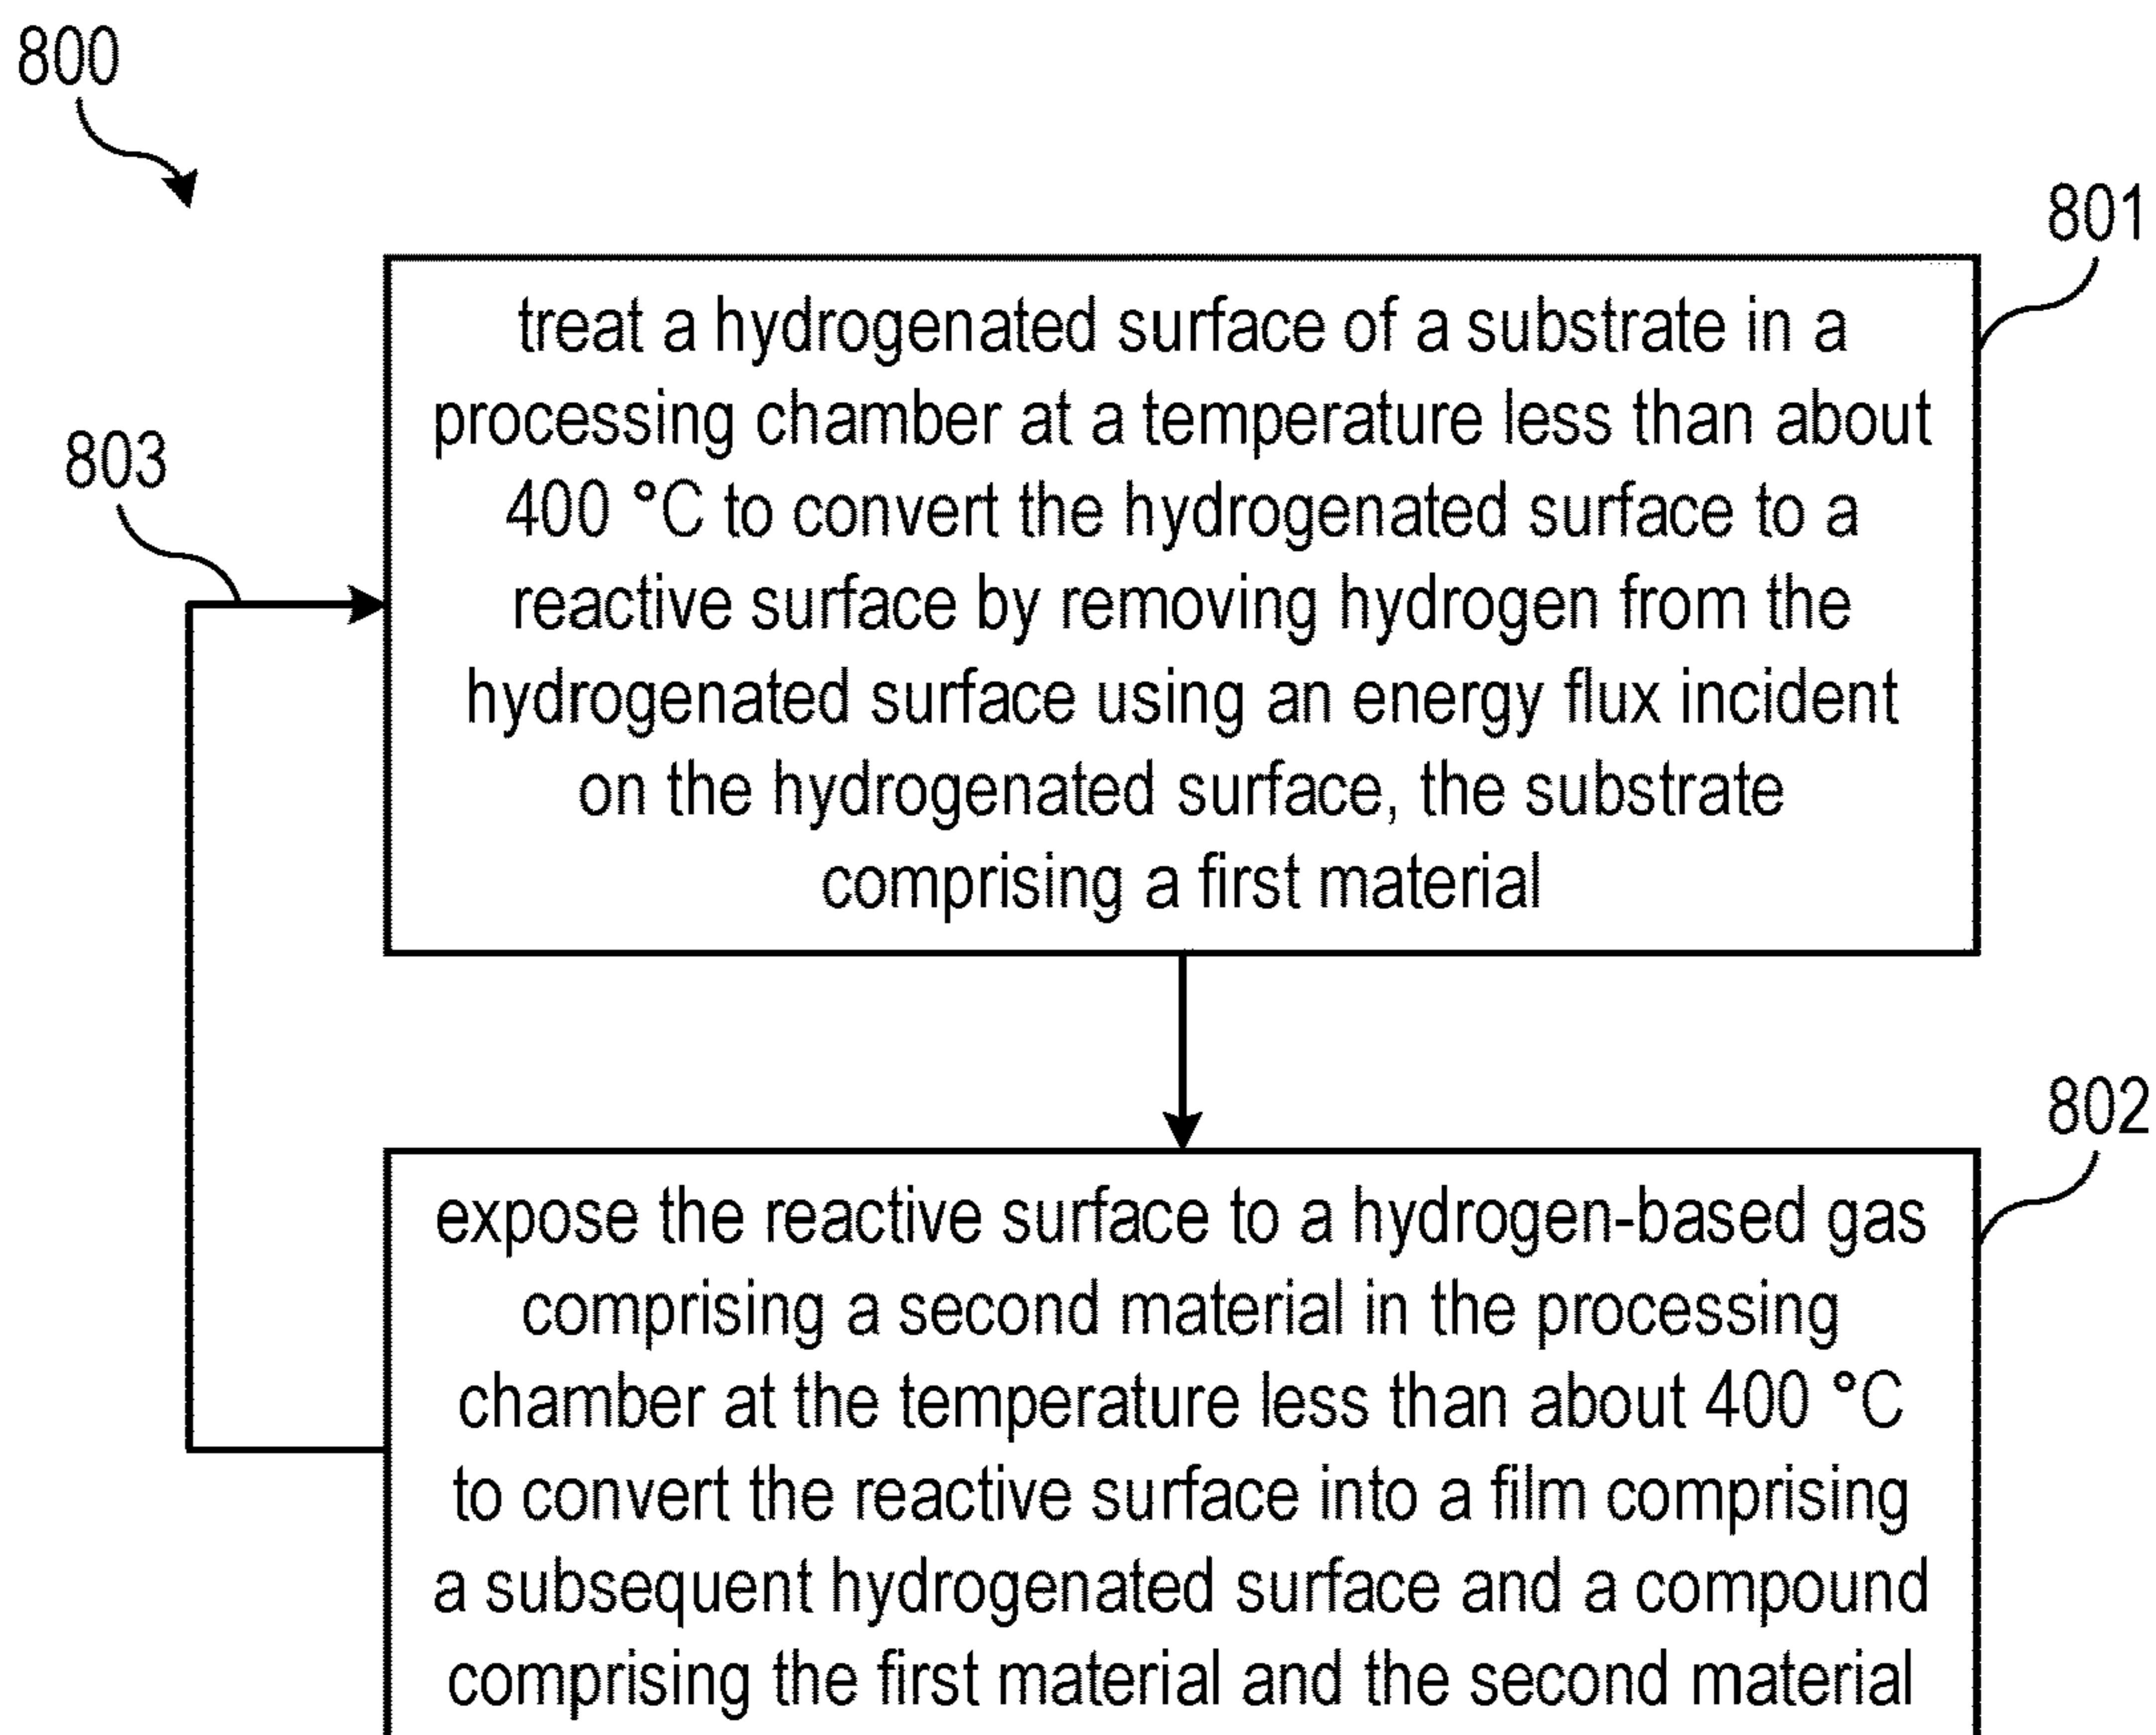 800
801
treat a hydrogenated surface of a substrate in a
processing chamber at a temperature less than about
400 °C to convert the hydrogenated surface to a
reactive surface by removing hydrogen from the
hydrogenated surface using an energy flux incident
on the hydrogenated surface, the substrate
comprising a first material
803
802
expose the reactive surface to a hydrogen-based gas
comprising a second material in the processing
chamber at the temperature less than about 400 °C
to convert the reactive surface into a film comprising
a subsequent hydrogenated surface and a compound
comprising the first material and the second material